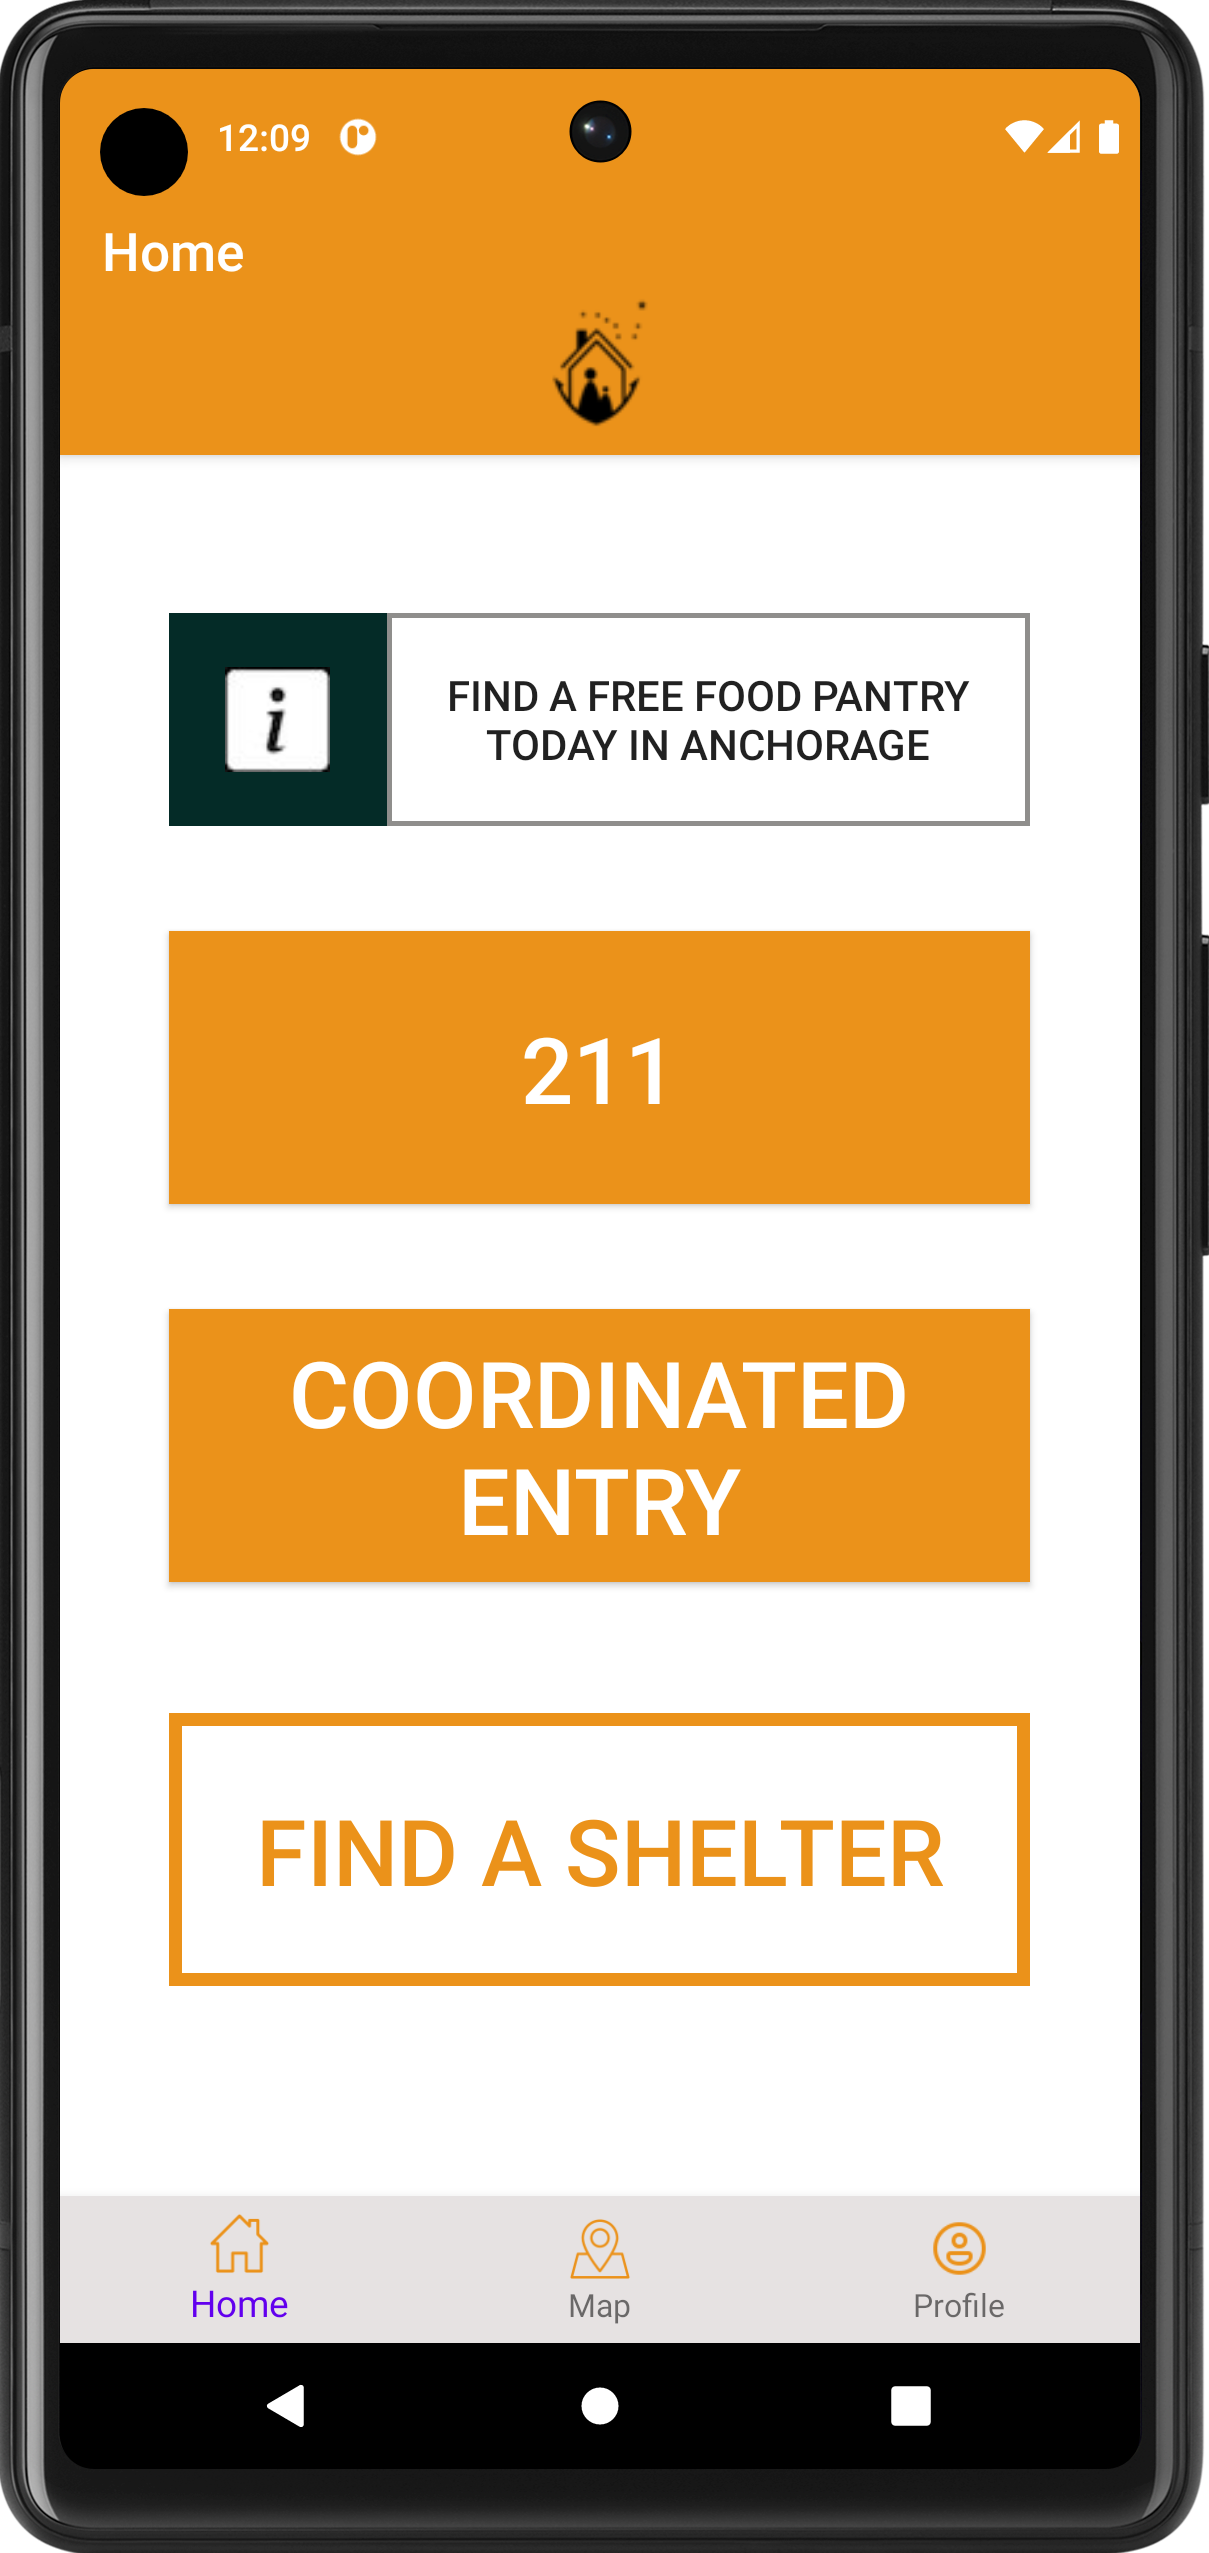 12:09
Home
i
FIND A FREE FOOD PANTRY
TODAY IN ANCHORAGE
211
COORDINATED
ENTRY
FIND A SHELTER
Home
Map
Profile